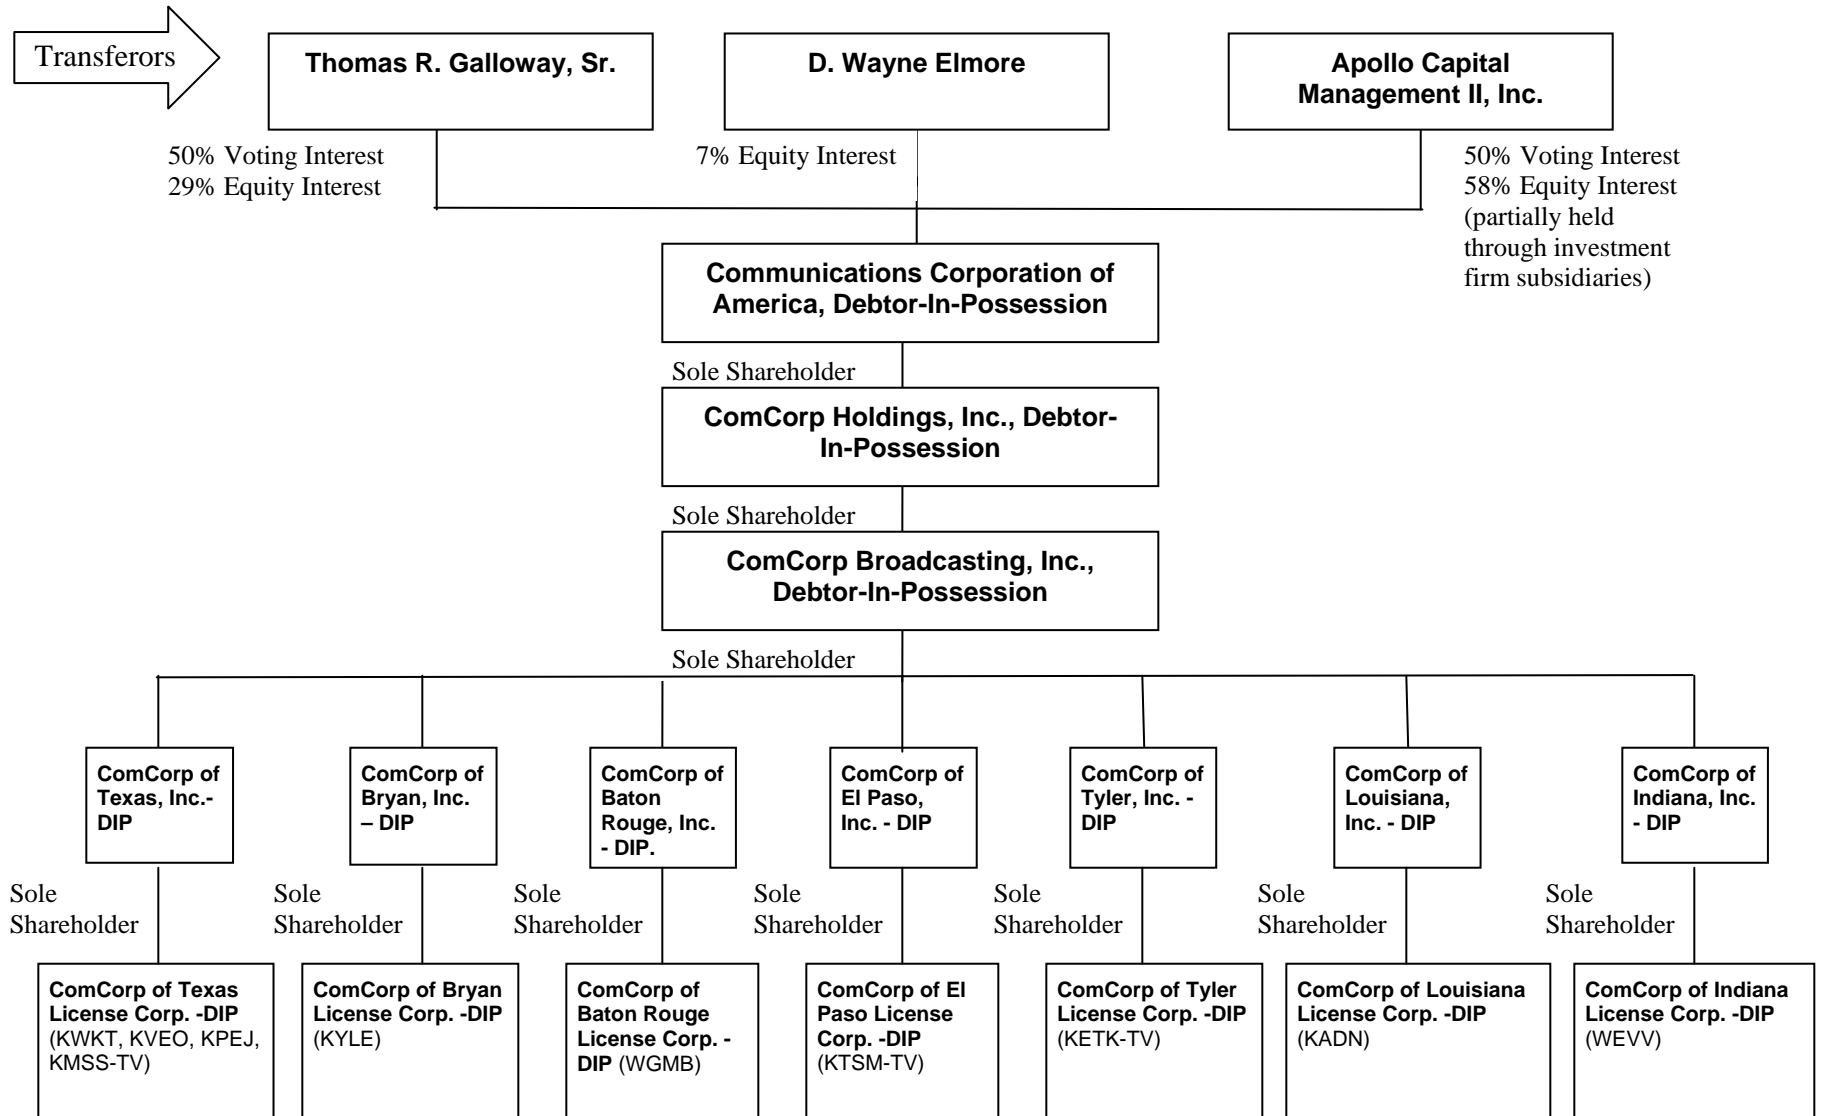 Transferors
Thomas R. Galloway, Sr.
D. Wayne Elmore
Apollo Capital
Management II, Inc.
50% Voting Interest
29% Equity Interest
7% Equity Interest
50% Voting Interest
58% Equity Interest
(partially held
through investment
firm subsidiaries)
Communications Corporation of
America, Debtor-In-Possession
Sole Shareholder
ComCorp Holdings, Inc., Debtor-
In-Possession
Sole Shareholder
ComCorp Broadcasting, Inc.,
Debtor-In-Possession
Sole Shareholder
ComCorp of
Texas, Inc.-
DIP
ComCorp of
Bryan, Inc.
– DIP
ComCorp of
Baton
Rouge, Inc.
- DIP.
ComCorp of
El Paso,
Inc. - DIP
ComCorp of
Tyler, Inc. -
DIP
ComCorp of
Louisiana,
Inc. - DIP
ComCorp of
Indiana, Inc.
- DIP
Sole
Shareholder
Sole
Shareholder
Sole
Shareholder
Sole
Shareholder
Sole
Shareholder
Sole
Shareholder
Sole
Shareholder
ComCorp of Texas
License Corp. -DIP
(KWKT, KVEO, KPEJ,
KMSS-TV)
ComCorp of Bryan
License Corp. -DIP
(KYLE)
ComCorp of
Baton Rouge
License Corp. -
DIP (WGMB)
ComCorp of El
Paso License
Corp. -DIP
(KTSM-TV)
ComCorp of Tyler
License Corp. -DIP
(KETK-TV)
ComCorp of Louisiana
License Corp. -DIP
(KADN)
ComCorp of Indiana
License Corp. -DIP
(WEVV)